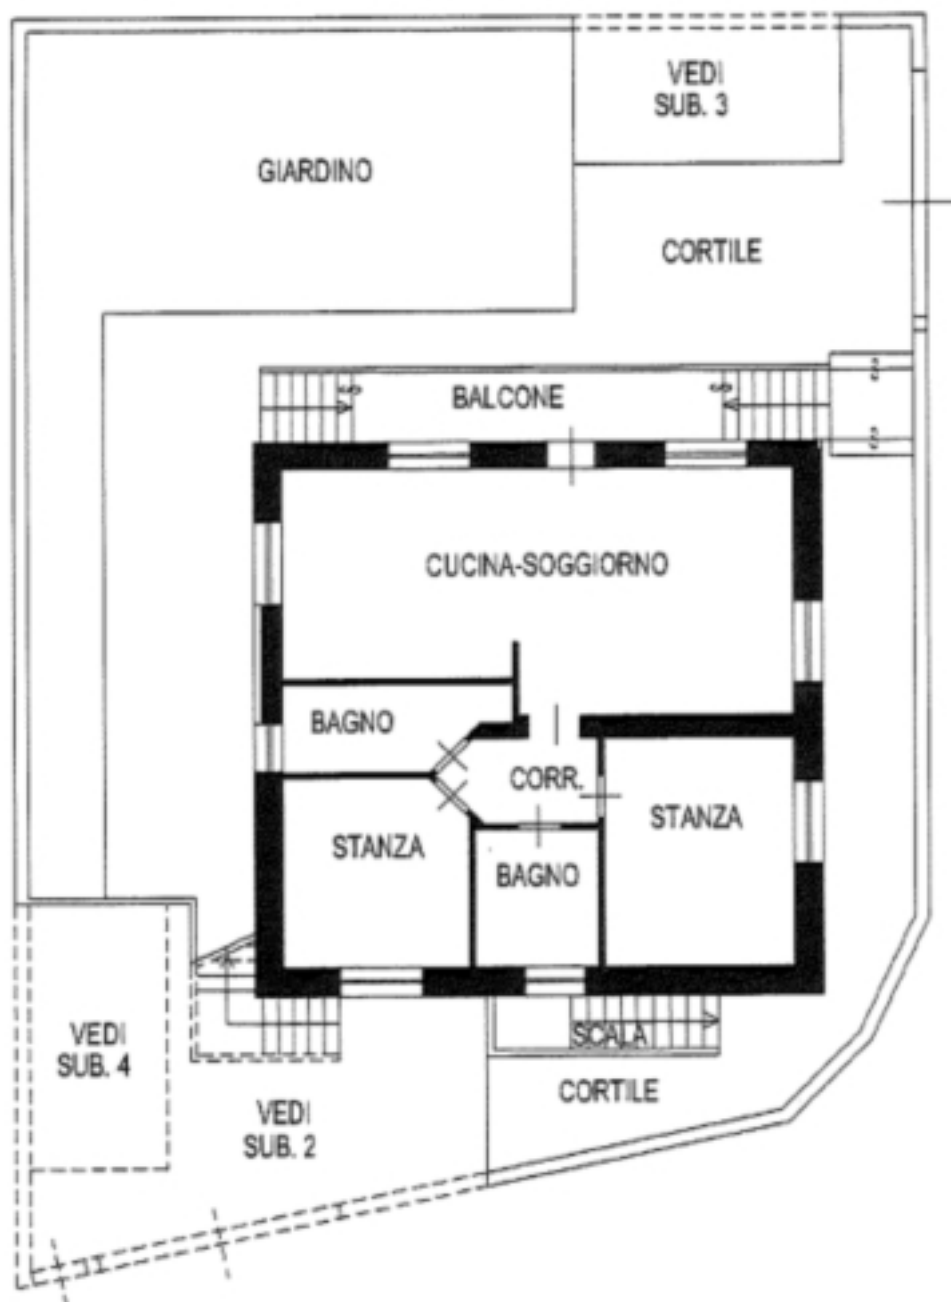 VEDI
SUB. 3
GIARDINO
CORTILE
BALCONE
CUCINA-SOGGIORNO
BAGNO
CORR.
STANZA
STANZA
BAGNO
VEDI
SUB. 4
SCALA
CORTILE
VEDI
SUB. 2